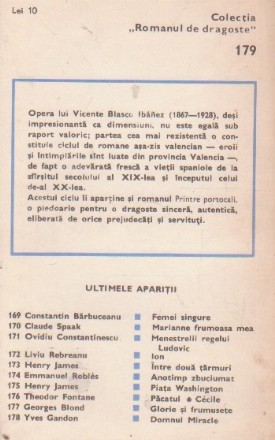 Lei 10
Colecția
„Romanul de dragoste"
179
Opera lui Vicente Blasco Ibáñez (1867—1928), deși
impresionantă ca dimensiuni, nu este egală sub
raport valoric; partea cea mai rezistentă o con-
stituie ciclul de romane așa-zis valencian — eroii
și întîmplările sînt luate din provincia Valencia —,
de fapt o adevărată frescă a vieții spaniole de la
sfîrșitul secolului al XIX-lea și începutul celui
de-al XX-lea.
Acestui ciclu îi aparține și romanul Printre portocali,
o pledoarie pentru o dragoste sinceră, autentică,
eliberată de orice prejudecăți și servituți.
ULTIMELE APARIȚII
169 Constantin Bărbuceanu Femei singure
170 Claude Spaak Marianne frumoasa mea
171 Ovidiu Constantinescu Menestrelii regelui
Ludovic
172 Liviu Rebreanu Ion
173 Henry James Între două țărmuri
174 Emmanuel Roblès Anotimp zbuciumat
175 Henry James Piața Washington
176 Theodor Fontane Păcatul Cécile
177 Georges Blond Glorie și frumusețe
178 Yves Gandon Domnul Miracle